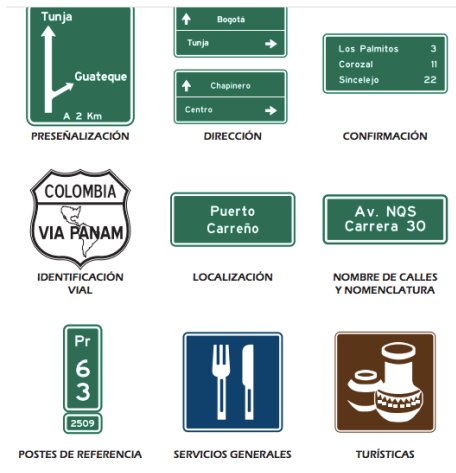 Tunja
Guateque
A 2 Km
PRESEÑALIZACIÓN
Bogotá
Tunja
Chapinero
Centro
DIRECCIÓN
Los Palmitos 3
Corozal 11
Sincelejo 22
CONFIRMACIÓN
COLOMBIA
VIA PANAM
IDENTIFICACIÓN
VIAL
Puerto
Carreño
LOCALIZACIÓN
Av. NQS
Carrera 30
NOMBRE DE CALLES
Y NOMENCLATURA
Pr
6
3
2509
POSTES DE REFERENCIA
SERVICIOS GENERALES
TURÍSTICAS